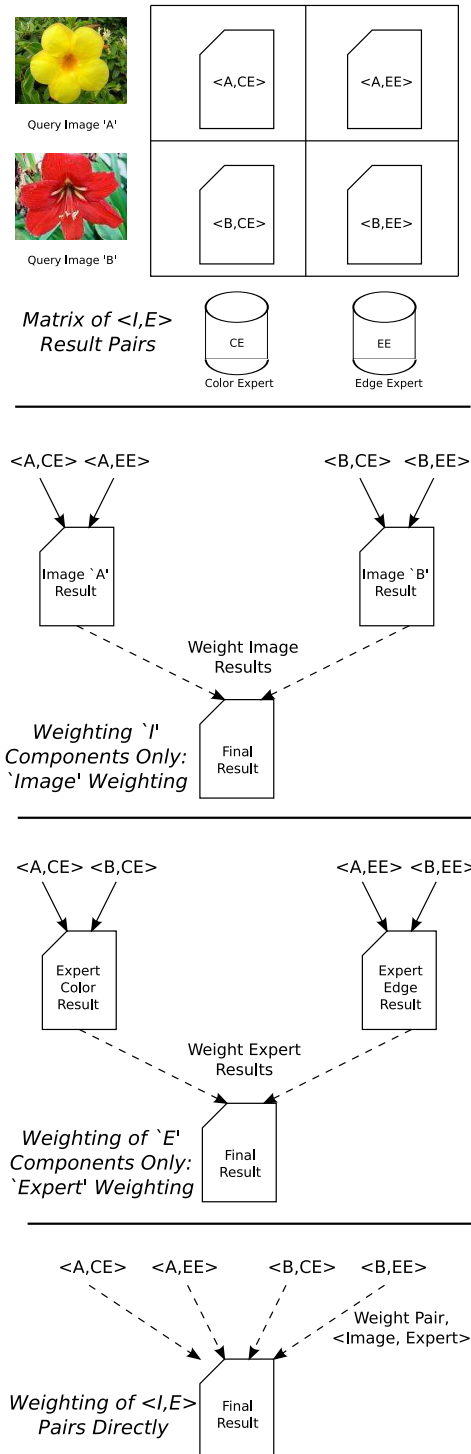 <A,CE>
<A,EE>
Query Image 'A'
<B,CE>
<B,EE>
Query Image 'B'
Matrix of <I,E>
Result Pairs
CE
EE
Color Expert
Edge Expert
<A,CE> <A,EE>
<B,CE> <B,EE>
Image `A'
Result
Image `B'
Result
Weight Image
Results
Weighting `I'
Components Only:
`Image' Weighting
Final
Result
<A,CE> <B,CE>
<A,EE> <B,EE>
Expert
Color
Result
Expert
Edge
Result
Weight Expert
Results
Weighting of `E'
Components Only:
`Expert' Weighting
Final
Result
<A,CE>
<A,EE>
<B,CE>
<B,EE>
Weight Pair,
<Image, Expert>
Weighting of <I,E>
Pairs Directly
Final
Result